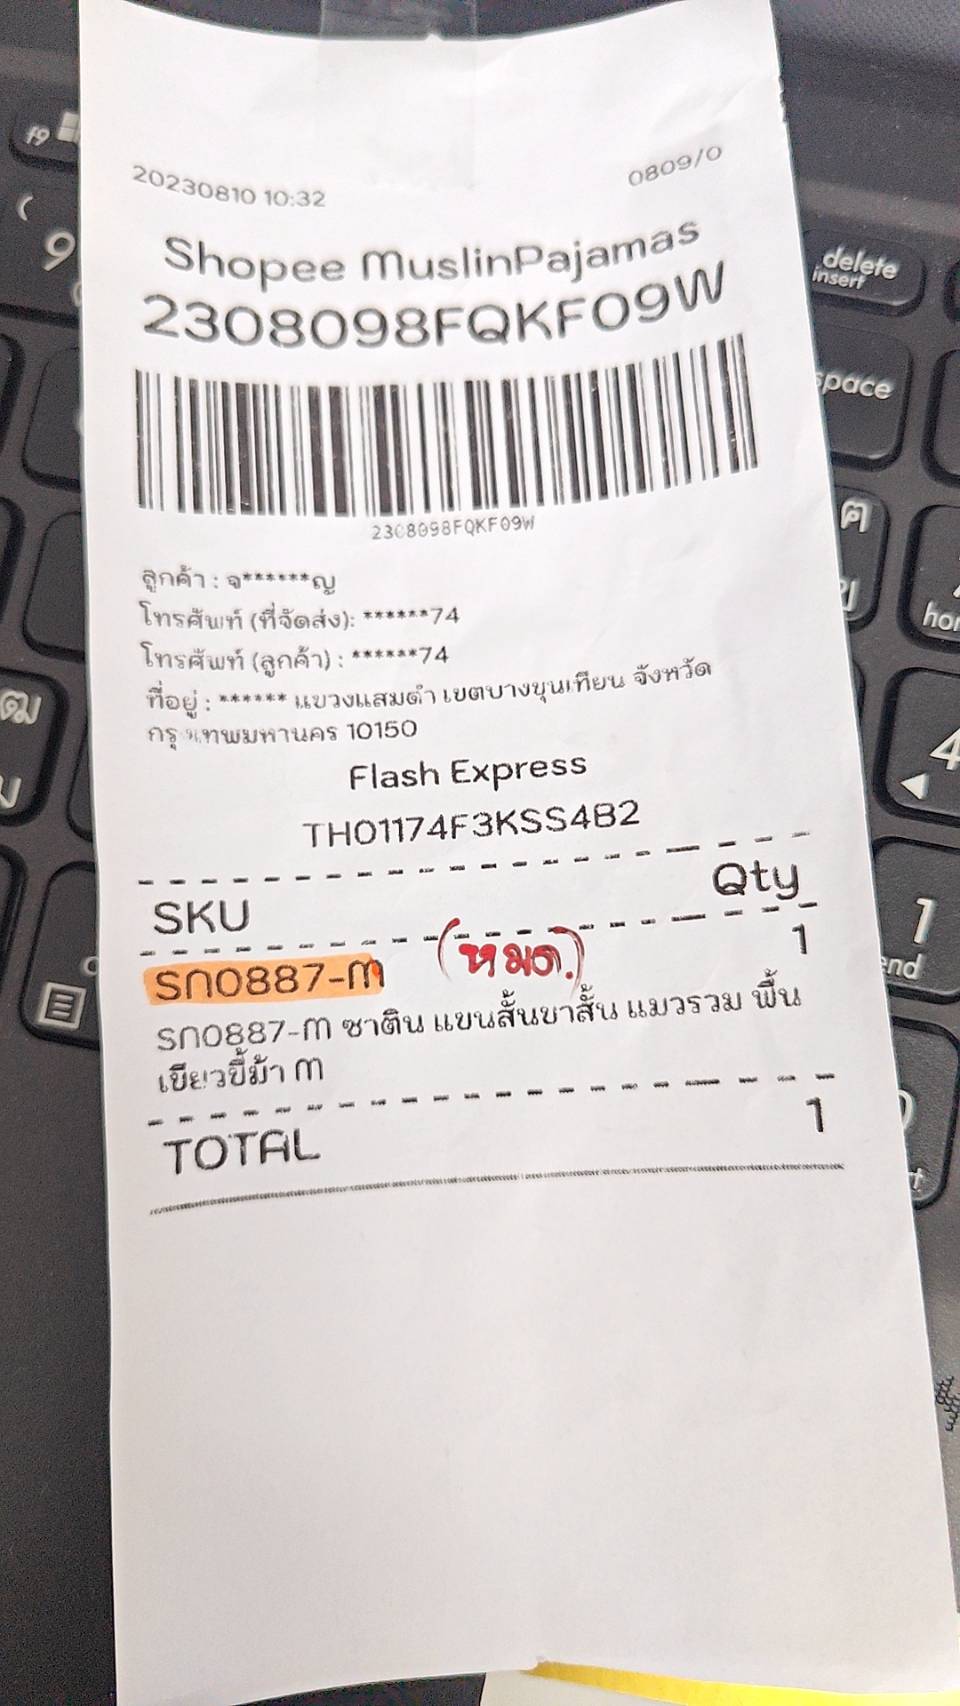 20230810 10:32
0809/0
Shopee MuslinPajamas
2308098FQKF09W
2308098FQKF09W
ลูกค้า : จ******ญ
โทรศัพท์ (ที่จัดส่ง): ******74
โทรศัพท์ (ลูกค้า) : ******74
ที่อยู่ : ****** แขวงแสมดำ เขตบางขุนเทียน จังหวัด
กรุงเทพมหานคร 10150
Flash Express
TH01174F3KSS4B2
SKU Qty
SN0887-M (หมด.) 1
SN0887-M ซาติน แขนสั้นขาสั้น แมวรวม พื้น
เขียวขี้ม้า M
TOTAL 1
f9
(
9
delete
insert
space
ฅ
ฒ
hom
4
1
end